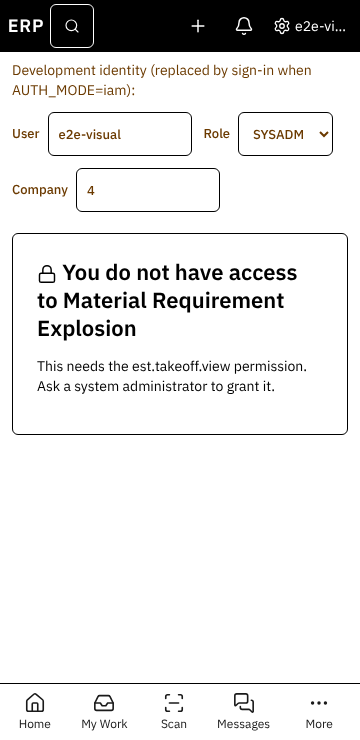 ERP
e2e-vi...
Development identity (replaced by sign-in when
AUTH_MODE=iam):
User e2e-visual Role SYSADM
Company 4
You do not have access
to Material Requirement
Explosion
This needs the est.takeoff.view permission.
Ask a system administrator to grant it.
Home My Work Scan Messages More